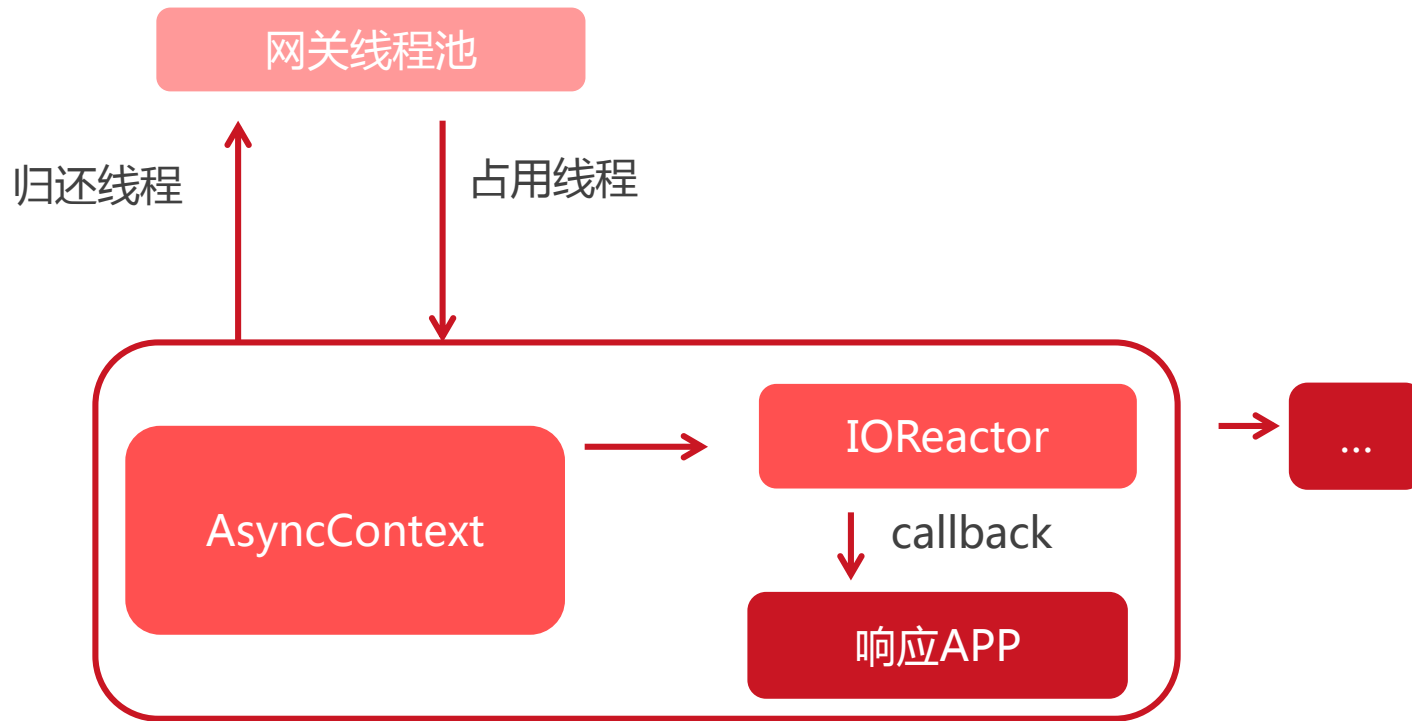 网关线程池
归还线程
占用线程
AsyncContext
IOReactor
...
callback
响应APP